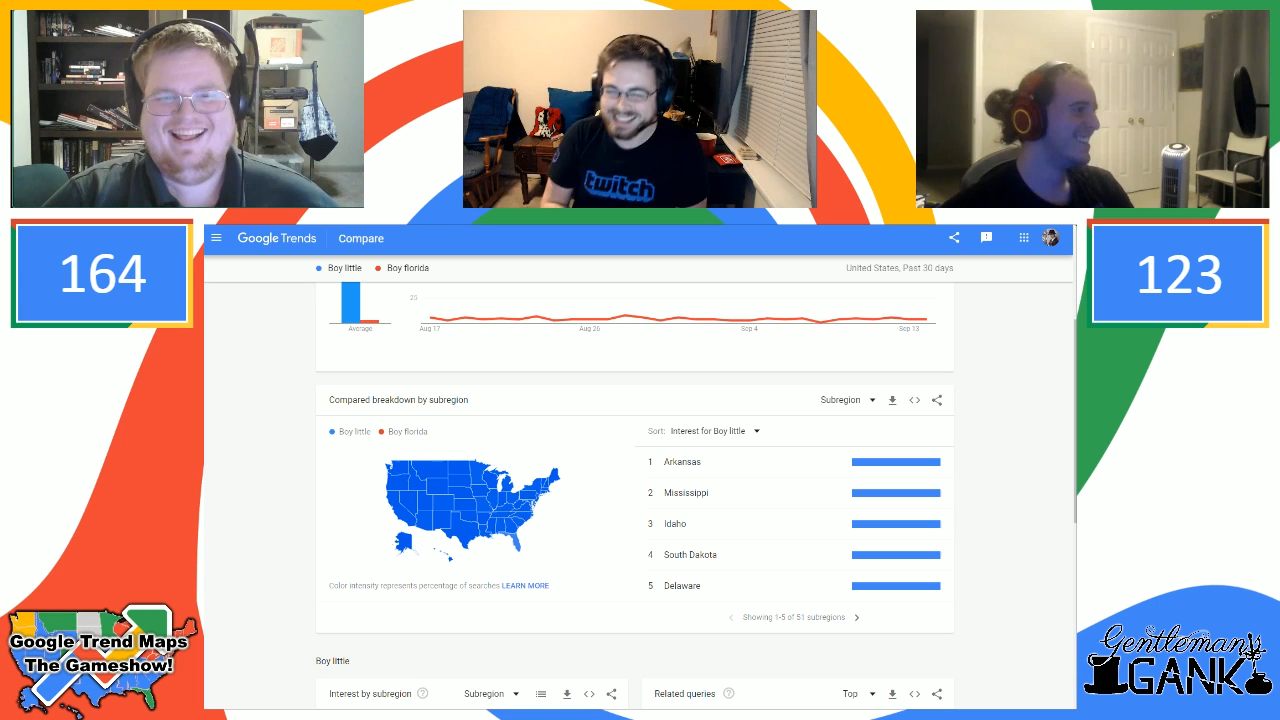 twitch
164
123
Google Trends
Compare
Boy little
Boy florida
United States, Past 30 days
25
Average
Aug 17
Aug 26
Sep 4
Sep 13
Compared breakdown by subregion
Subregion
Boy little
Boy florida
Sort: Interest for Boy little
1 Arkansas
2 Mississippi
3 Idaho
4 South Dakota
5 Delaware
Color intensity represents percentage of searches LEARN MORE
Showing 1-5 of 51 subregions
Boy little
Interest by subregion
Subregion
Related queries
Top
Google Trend Maps
The Gameshow!
Gentleman's
GANK